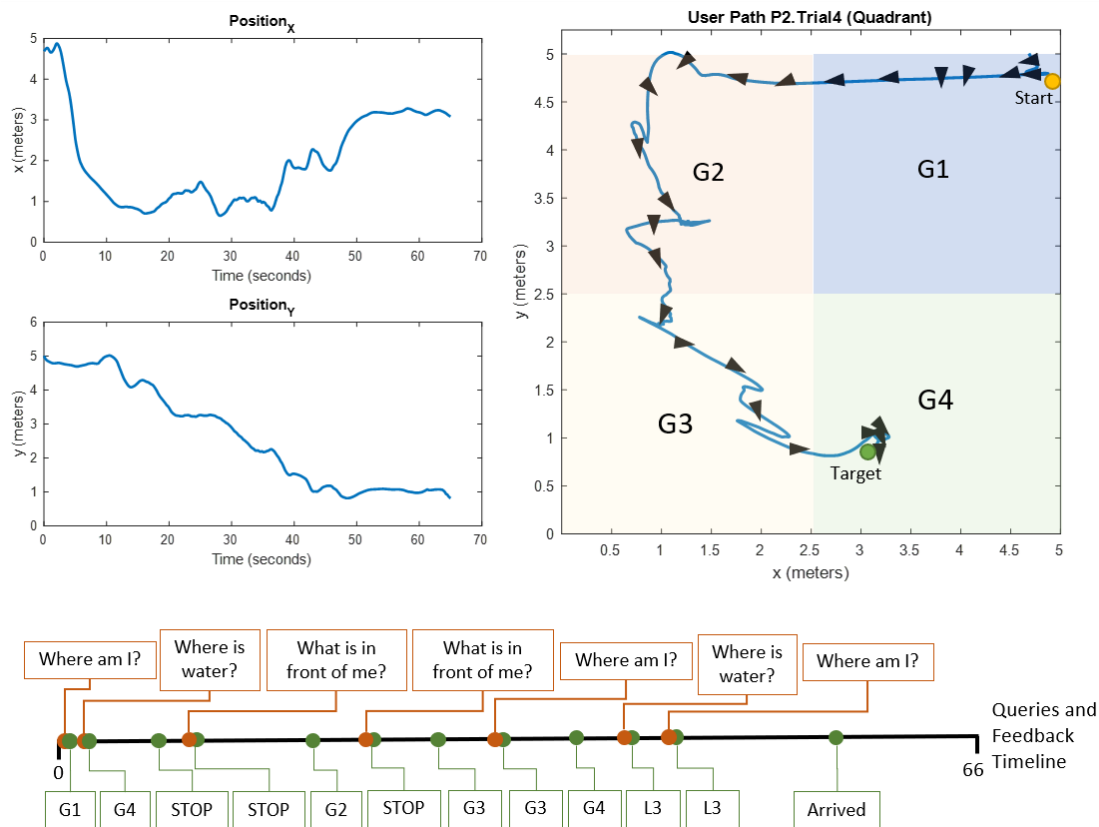 Position_X
x (meters)
5
4
3
2
1
0
0 10 20 30 40 50 60 70
Time (seconds)
Position_Y
y (meters)
6
5
4
3
2
1
0
0 10 20 30 40 50 60 70
Time (seconds)
User Path P2.Trial4 (Quadrant)
y (meters)
5
4.5
4
3.5
3
2.5
2
1.5
1
0.5
0
Start
G2
G1
G3
G4
Target
0.5 1 1.5 2 2.5 3 3.5 4 4.5 5
x (meters)
Where am I?
Where is
water?
What is in
front of me?
What is in
front of me?
Where am I?
Where is
water?
Where am I?
0
66
Queries and
Feedback
Timeline
G1
G4
STOP
STOP
G2
STOP
G3
G3
G4
L3
L3
Arrived